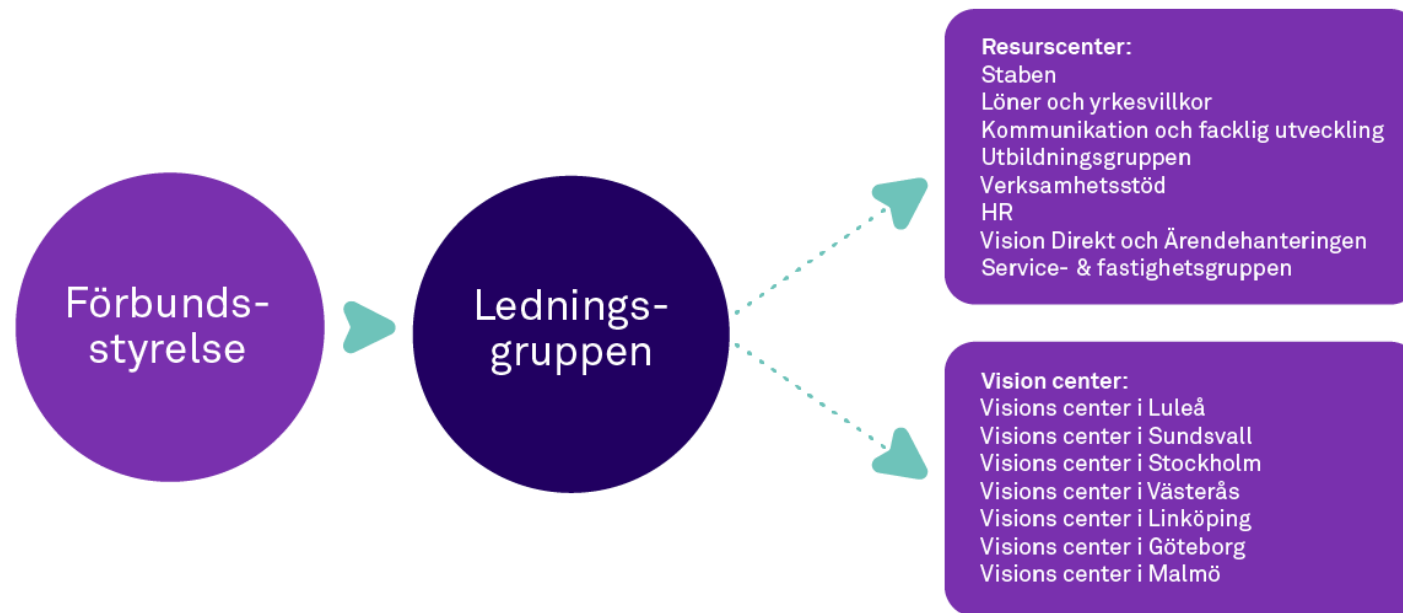 Förbunds-
styrelse
Lednings-
gruppen
Resurscenter:
Staben
Löner och yrkesvillkor
Kommunikation och facklig utveckling
Utbildningsgruppen
Verksamhetsstöd
HR
Vision Direkt och Ärendehanteringen
Service- & fastighetsgruppen
Vision center:
Visions center i Luleå
Visions center i Sundsvall
Visions center i Stockholm
Visions center i Västerås
Visions center i Linköping
Visions center i Göteborg
Visions center i Malmö